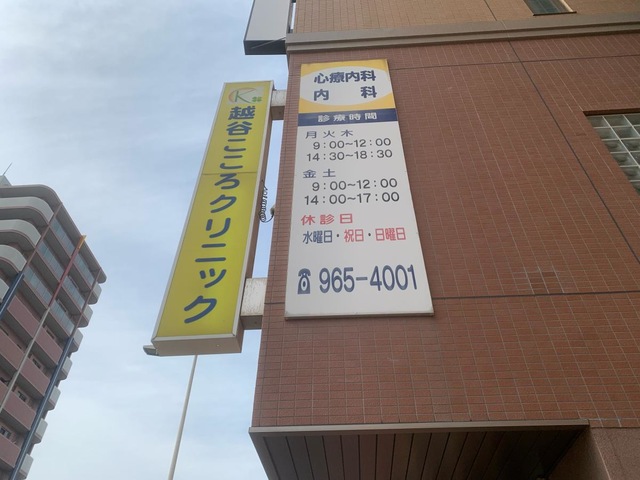 越谷こころクリニック
心療内科
内 科
診療時間
月 火 木
9:00~12:00
14:30~18:30
金 土
9:00~12:00
14:00~17:00
休診日
水曜日・祝日・日曜日
☎965-4001